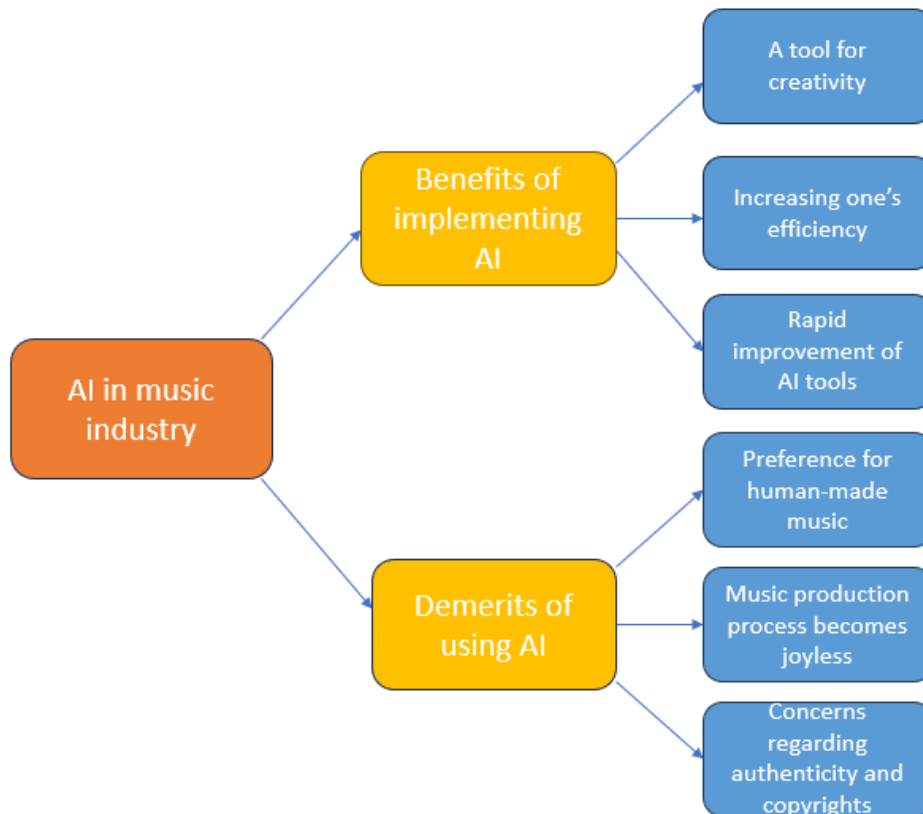 A tool for
creativity
Benefits of
implementing
AI
Increasing one’s
efficiency
Rapid
improvement of
AI tools
AI in music
industry
Preference for
human-made
music
Demerits of
using AI
Music production
process becomes
joyless
Concerns
regarding
authenticity and
copyrights